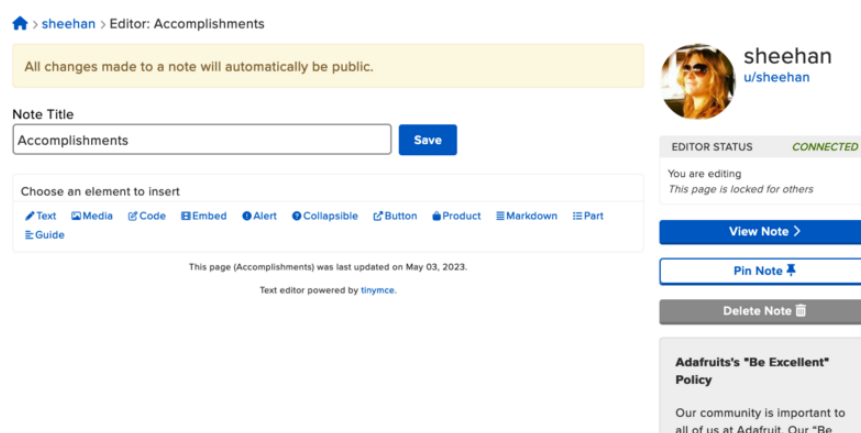 > sheehan > Editor: Accomplishments
All changes made to a note will automatically be public.
Note Title
Accomplishments
Save
Choose an element to insert
Text Media Code Embed Alert Collapsible Button Product Markdown Part
Guide
This page (Accomplishments) was last updated on May 03, 2023.
Text editor powered by tinymce.
sheehan
u/sheehan
EDITOR STATUS CONNECTED
You are editing
This page is locked for others
View Note >
Pin Note
Delete Note
Adafruits's "Be Excellent"
Policy
Our community is important to
all of us at Adafruit. Our "Be